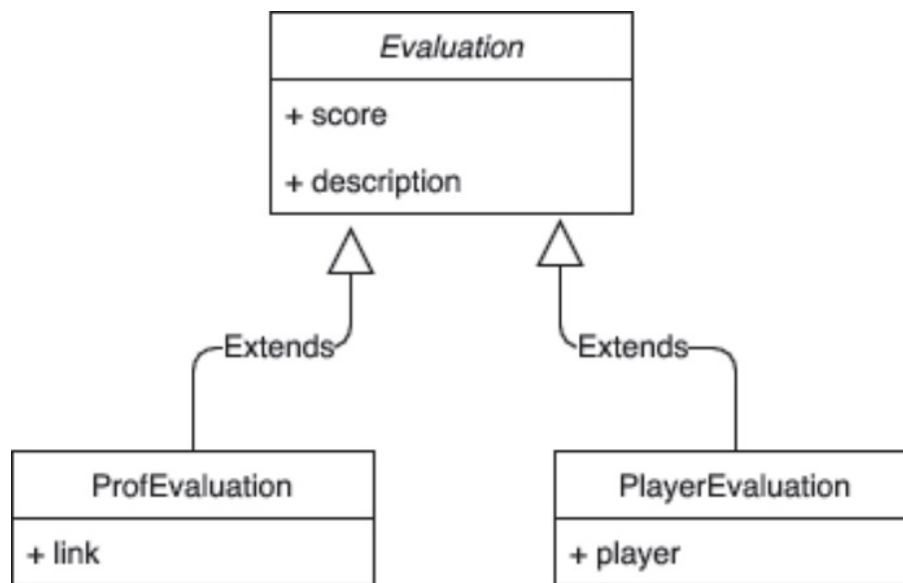 Evaluation
+ score
+ description
Extends
Extends
ProfEvaluation
+ link
PlayerEvaluation
+ player